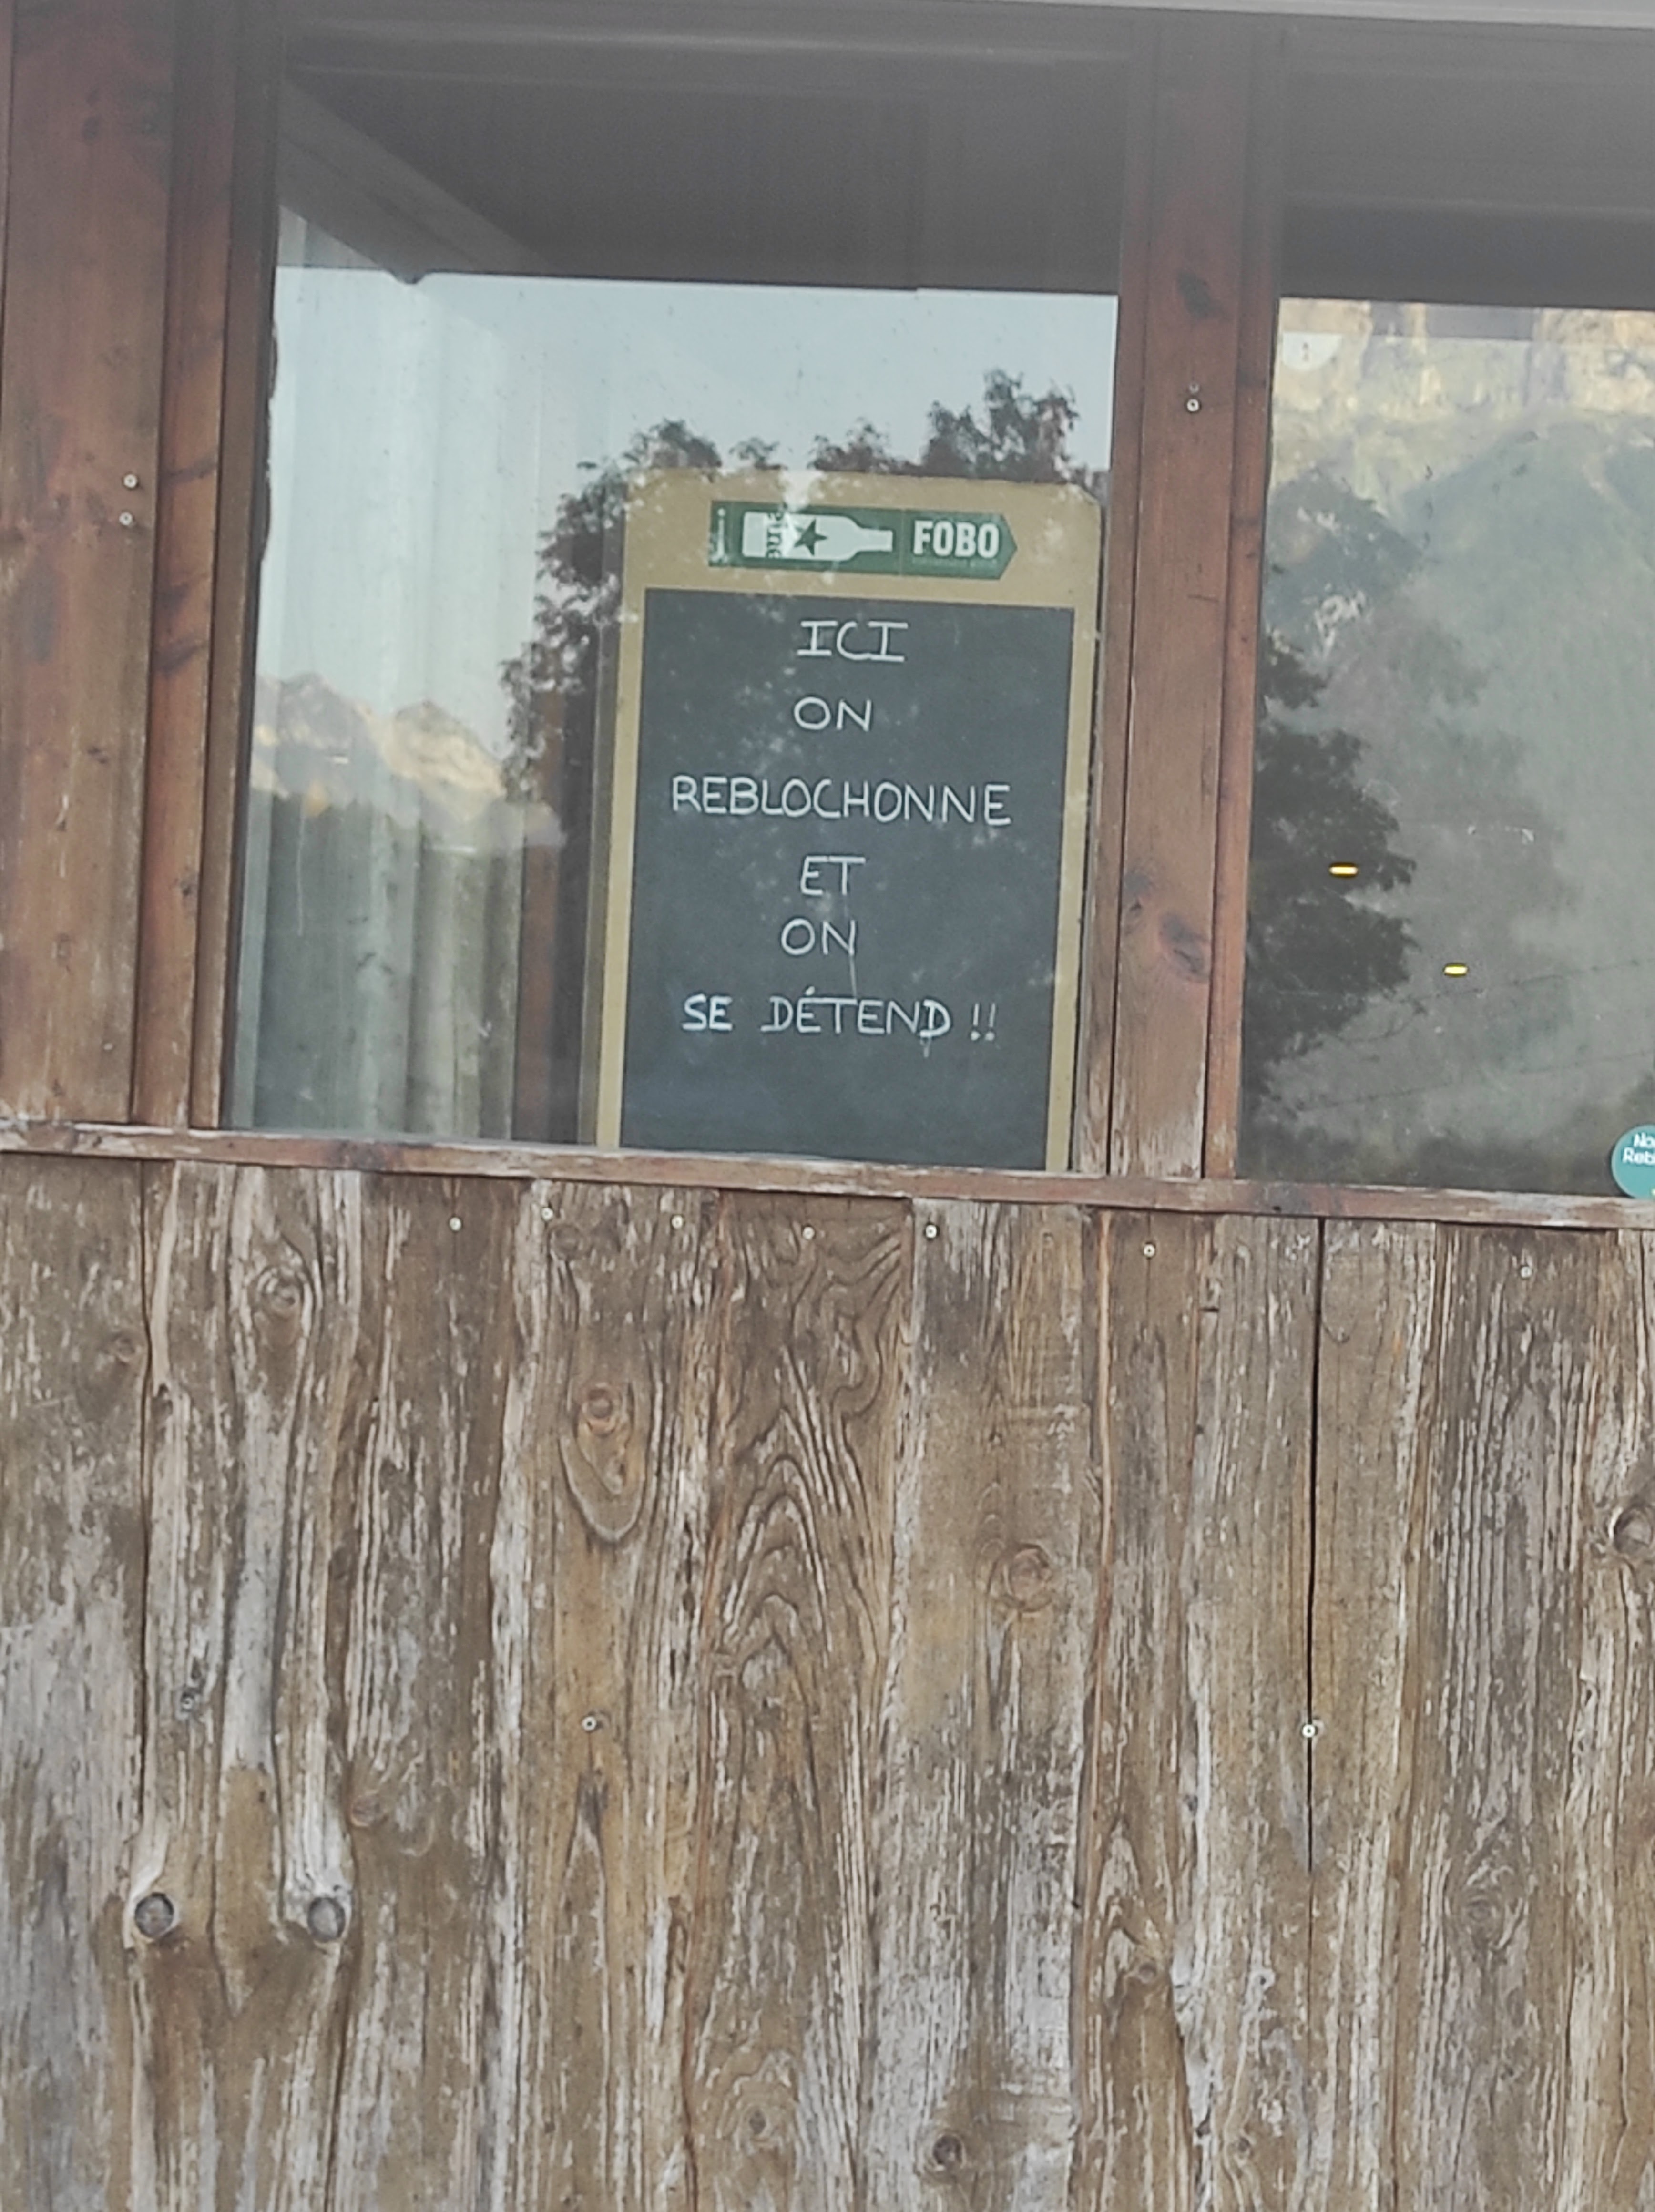 FOBO
ICI
ON
REBLOCHONNE
ET
ON
SE DÉTEND !!